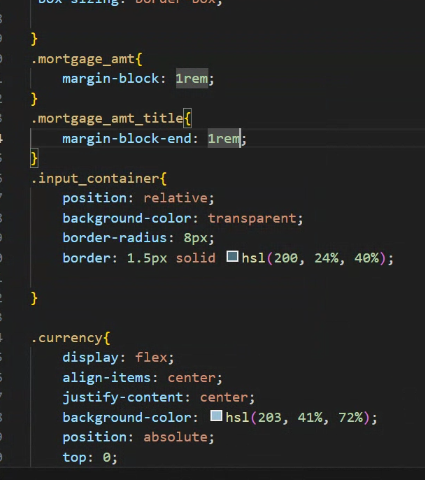 box-sizing: border-box;
}
.mortgage_amt{
margin-block: 1rem;
}
.mortgage_amt_title{
margin-block-end: 1rem;
}
.input_container{
position: relative;
background-color: transparent;
border-radius: 8px;
border: 1.5px solid hsl(200, 24%, 40%);
}
.currency{
display: flex;
align-items: center;
justify-content: center;
background-color: hsl(203, 41%, 72%);
position: absolute;
top: 0;